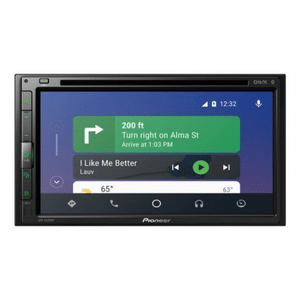 12:32
200 ft
Turn right on Alma St
Arrive at 1:03 PM
I Like Me Better
Lauv
65°
63°
Pioneer